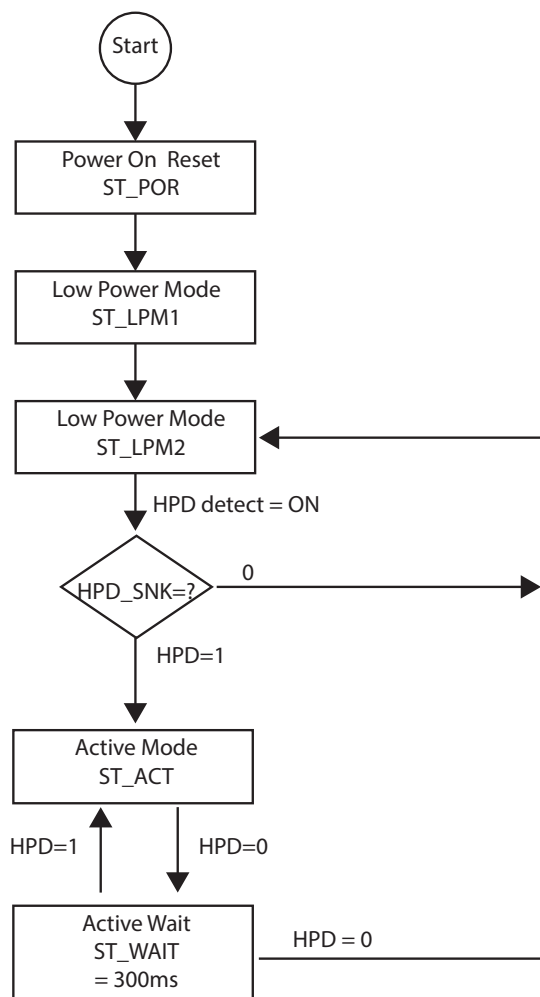 Start
Power On Reset
ST_POR
Low Power Mode
ST_LPM1
Low Power Mode
ST_LPM2
HPD detect = ON
HPD_SNK=?
0
HPD=1
Active Mode
ST_ACT
HPD=1
HPD=0
Active Wait
ST_WAIT
= 300ms
HPD = 0